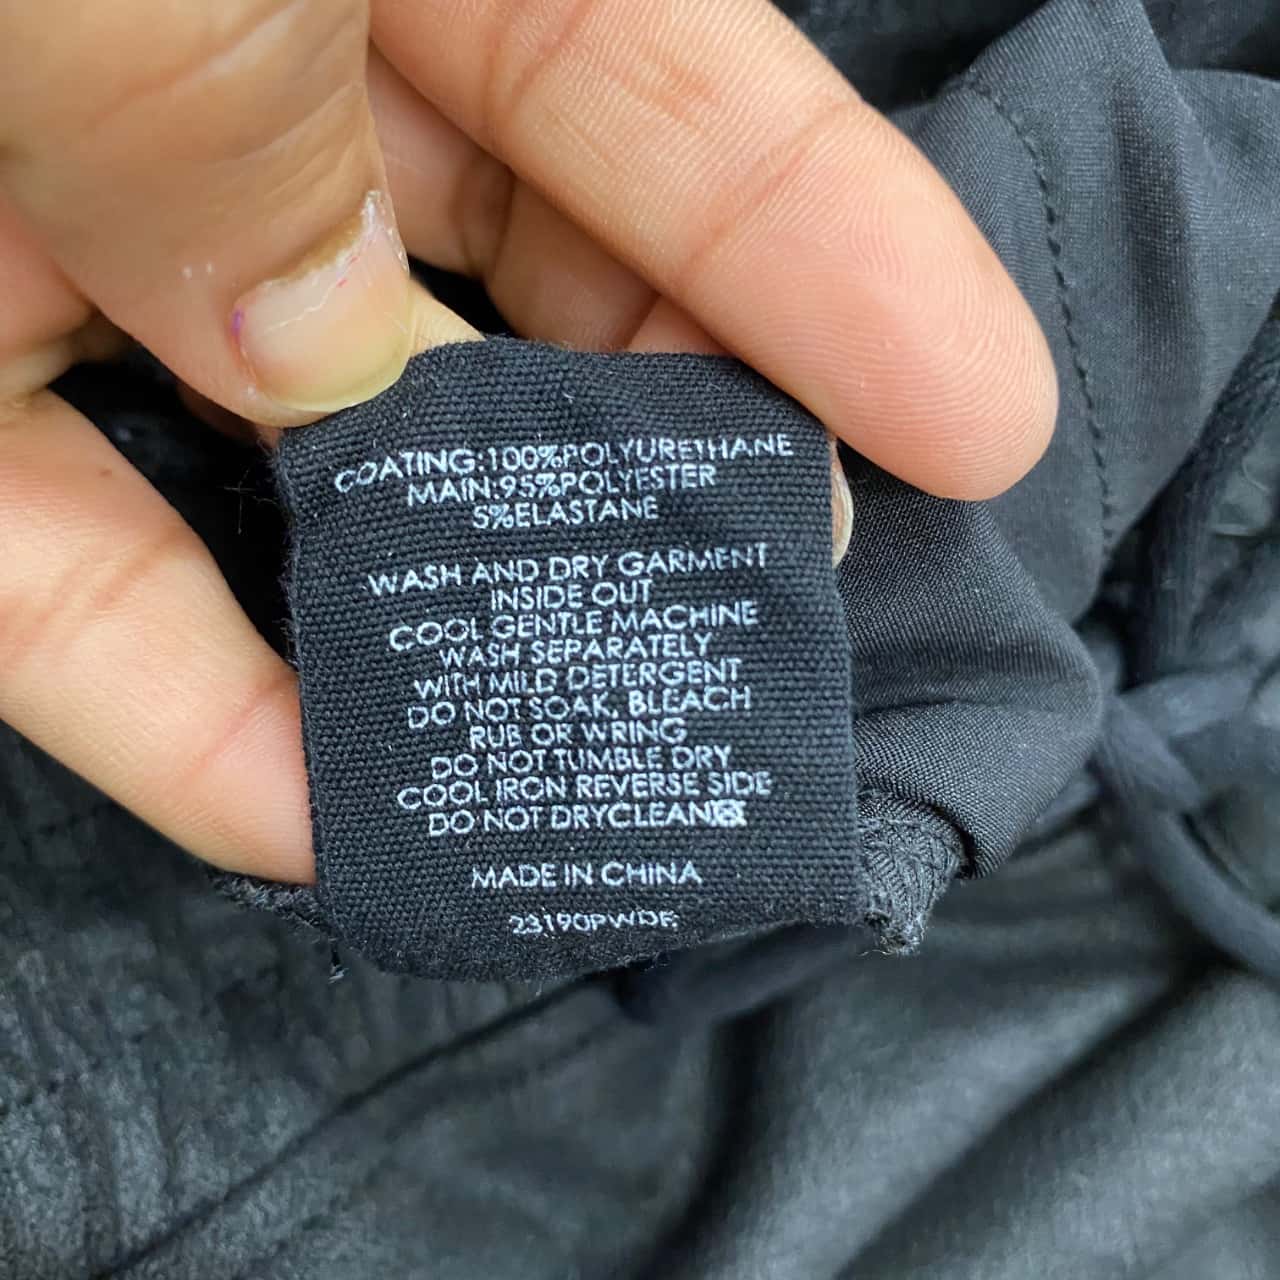 COATING:100%POLYURETHANE
MAIN:95%POLYESTER
5%ELASTANE
WASH AND DRY GARMENT
INSIDE OUT
COOL GENTLE MACHINE
WASH SEPARATELY
WITH MILD DETERGENT
DO NOT SOAK, BLEACH
RUB OR WRING
DO NOT TUMBLE DRY
COOL IRON REVERSE SIDE
DO NOT DRYCLEAN
MADE IN CHINA